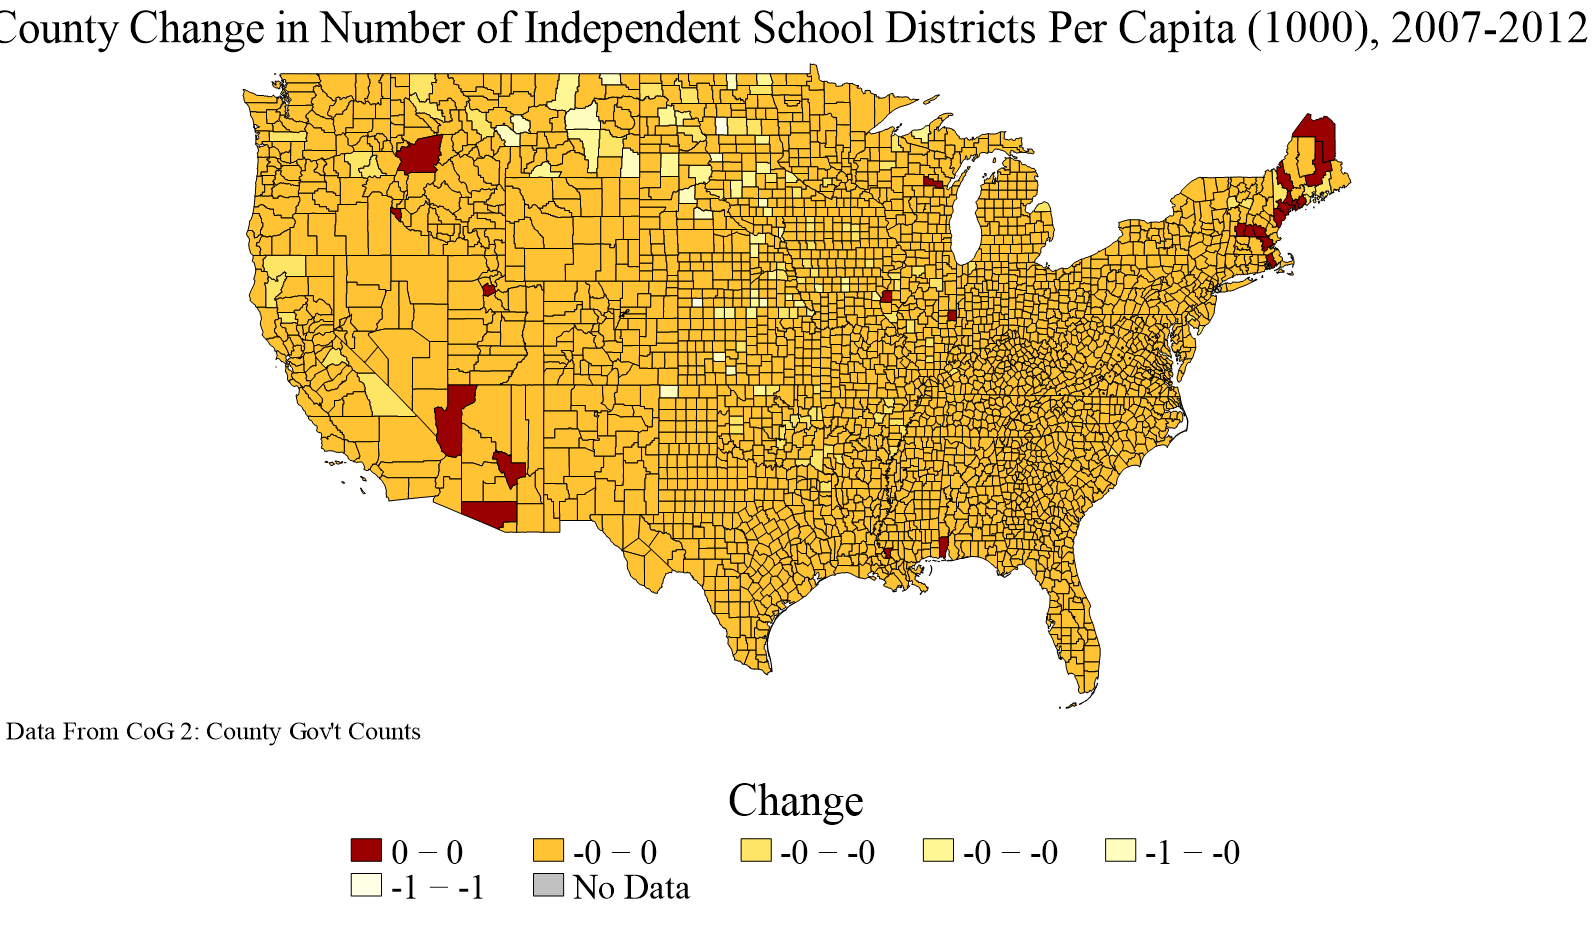 County Change in Number of Independent School Districts Per Capita (1000), 2007-2012
Data From CoG 2: County Gov't Counts
Change
0 – 0 -0 – 0 -0 – -0 -0 – -0 -1 – -0
-1 – -1 No Data